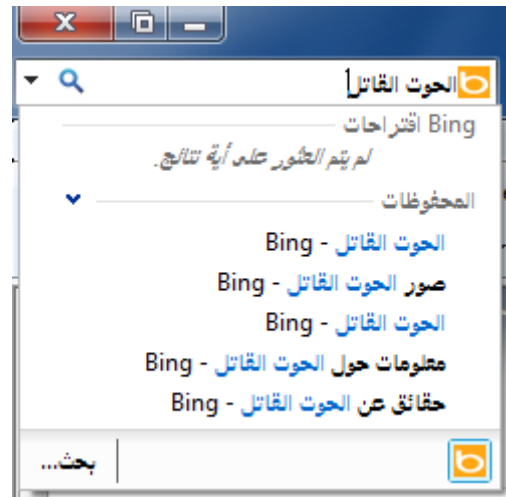 الحوت القاتل
Bing اقتراحات
لم يتم العثور على أية نتائج.
المحفوظات
الحوت القاتل - Bing
صور الحوت القاتل - Bing
الحوت القاتل - Bing
معلومات حول الحوت القاتل - Bing
حقائق عن الحوت القاتل - Bing
بحث...